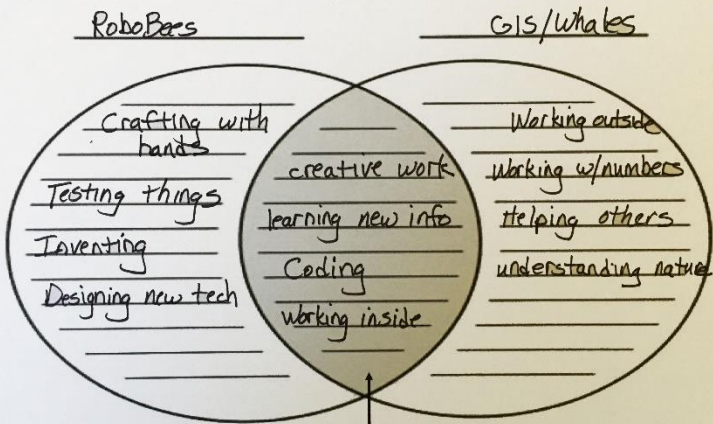 RoboBees
GIS/Whales
Crafting with
hands
Testing things
Inventing
Designing new tech
creative work
learning new info
Coding
Working inside
Working outside
Working w/numbers
Helping others
understanding nature